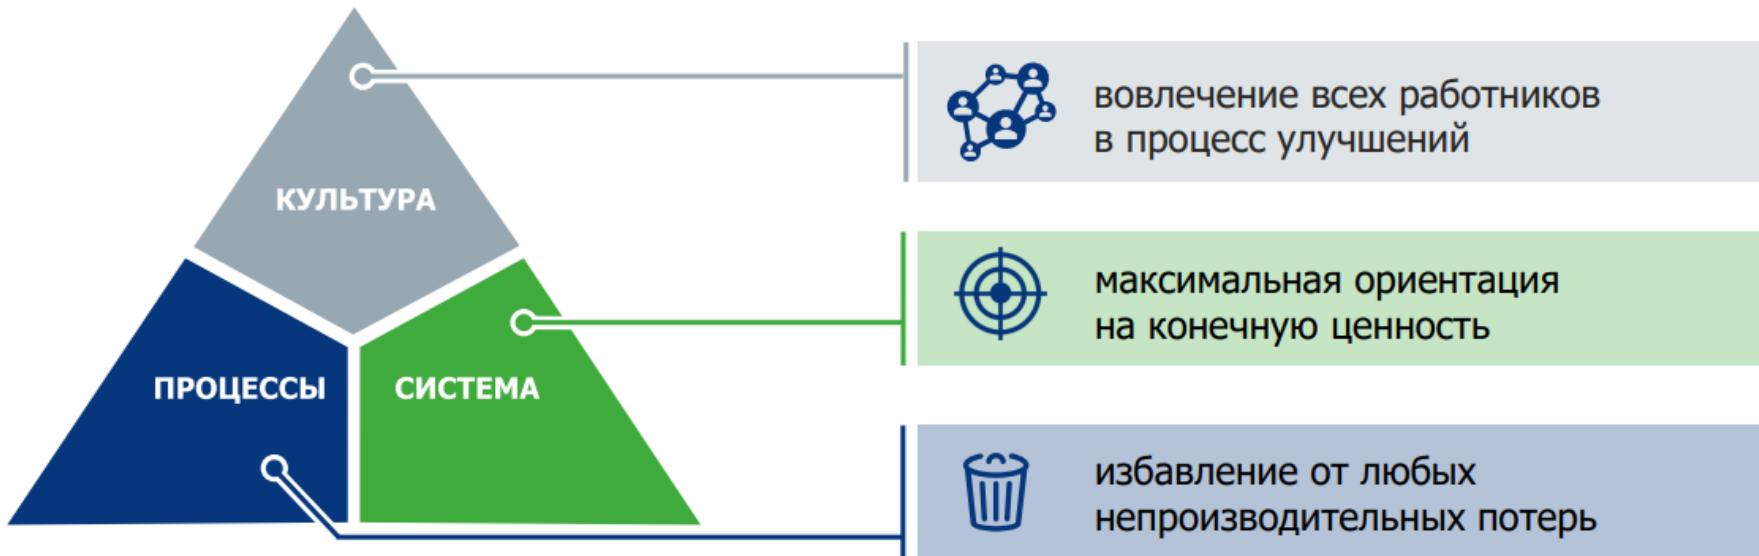 КУЛЬТУРА
ПРОЦЕССЫ
СИСТЕМА
вовлечение всех работников
в процесс улучшений
максимальная ориентация
на конечную ценность
избавление от любых
непроизводительных потерь